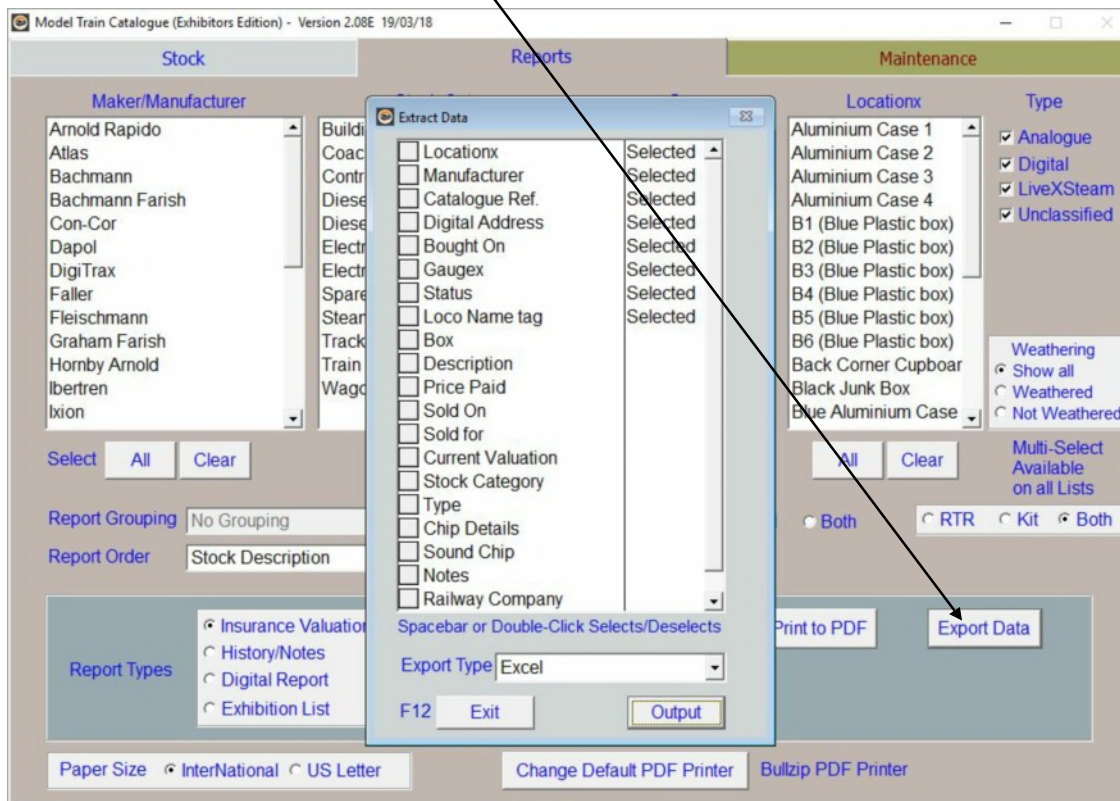 Model Train Catalogue (Exhibitors Edition) - Version 2.08E 19/03/18
Stock
Reports
Maintenance
Maker/Manufacturer
Arnold Rapido
Atlas
Bachmann
Bachmann Farish
Con-Cor
Dapol
DigiTrax
Faller
Fleischmann
Graham Farish
Hornby Arnold
Ibertren
Ixion
Select All Clear
Extract Data
Locationx Selected
Manufacturer Selected
Catalogue Ref. Selected
Digital Address Selected
Bought On Selected
Gaugex Selected
Status Selected
Loco Name tag Selected
Box
Description
Price Paid
Sold On
Sold for
Current Valuation
Stock Category
Type
Chip Details
Sound Chip
Notes
Railway Company
Spacebar or Double-Click Selects/Deselects
Export Type Excel
F12 Exit Output
Locationx
Aluminium Case 1
Aluminium Case 2
Aluminium Case 3
Aluminium Case 4
B1 (Blue Plastic box)
B2 (Blue Plastic box)
B3 (Blue Plastic box)
B4 (Blue Plastic box)
B5 (Blue Plastic box)
B6 (Blue Plastic box)
Back Corner Cupboar
Black Junk Box
Blue Aluminium Case
All Clear
Type
Analogue
Digital
LiveXSteam
Unclassified
Weathering
Show all
Weathered
Not Weathered
Multi-Select
Available
on all Lists
Report Grouping No Grouping
Both RTR Kit Both
Report Order Stock Description
Report Types
Insurance Valuation
History/Notes
Digital Report
Exhibition List
Print to PDF Export Data
Paper Size InterNational US Letter Change Default PDF Printer Bullzip PDF Printer